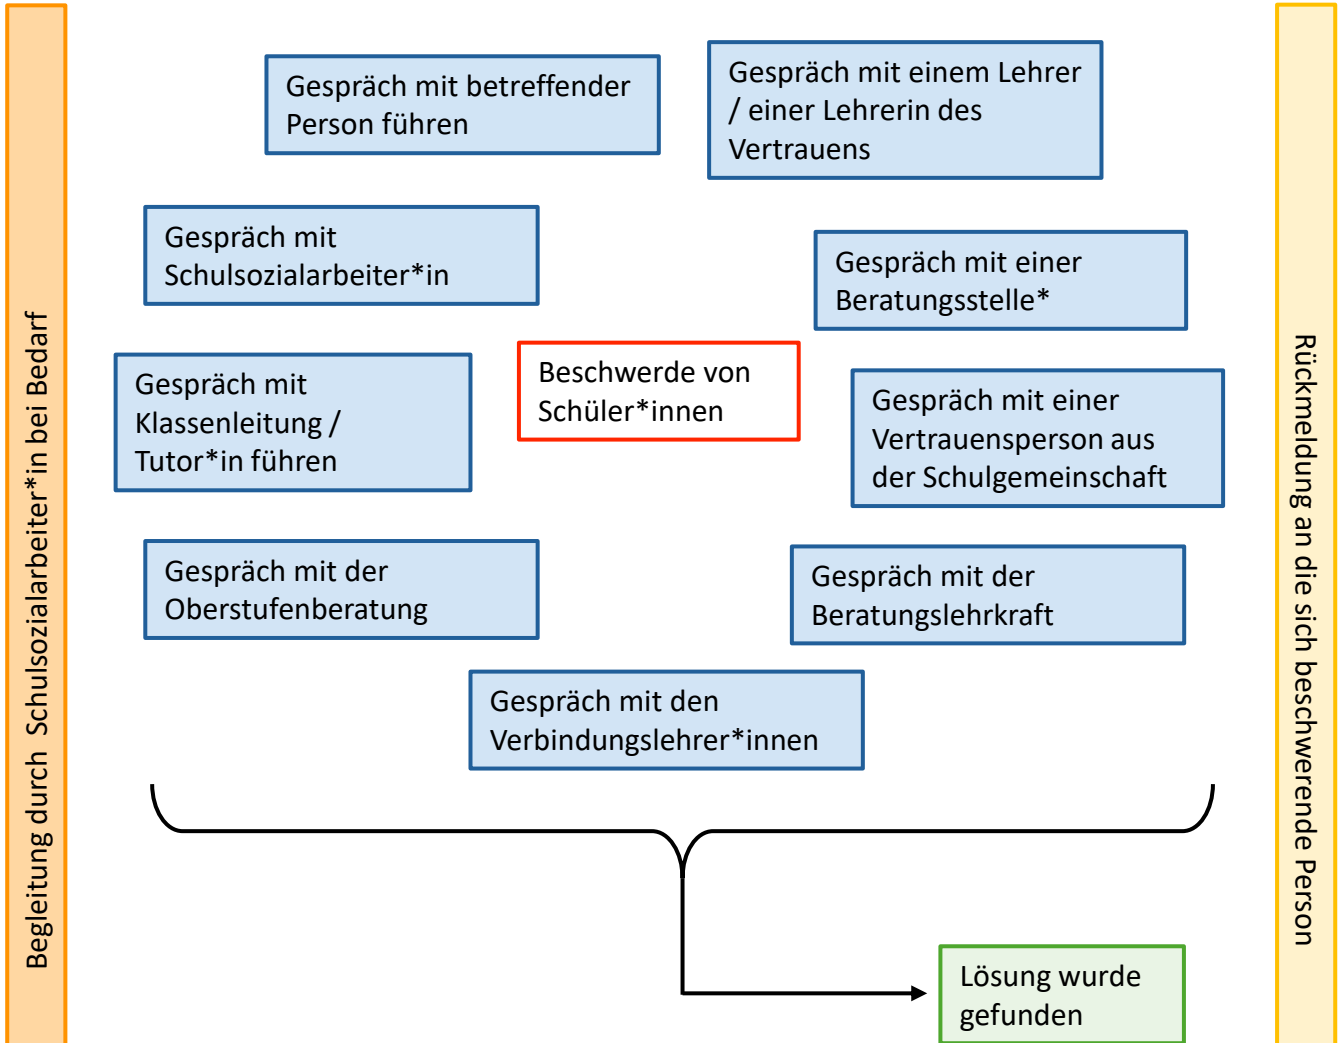 Begleitung durch  Schulsozialarbeiter*in bei Bedarf
Gespräch mit betreffender
Person führen
Gespräch mit einem Lehrer
/ einer Lehrerin des
Vertrauens
Gespräch mit
Schulsozialarbeiter*in
Gespräch mit einer
Beratungsstelle*
Gespräch mit
Klassenleitung /
Tutor*in führen
Beschwerde von
Schüler*innen
Gespräch mit einer
Vertrauensperson aus
der Schulgemeinschaft
Gespräch mit der
Oberstufenberatung
Gespräch mit der
Beratungslehrkraft
Gespräch mit den
Verbindungslehrer*innen
Lösung wurde
gefunden
Rückmeldung an die sich beschwerende Person